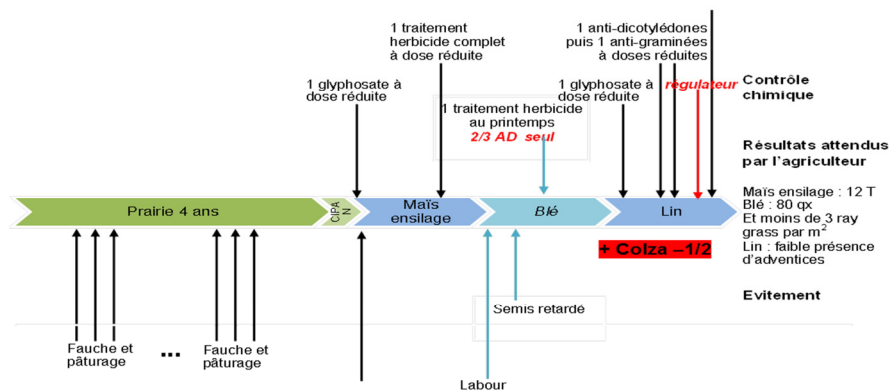 1 traitement
herbicide complet
à dose réduite
1 anti-dicotylédones
puis 1 anti-graminées
à doses réduites
1 glyphosate à
dose réduite
1 glyphosate à
dose réduite
régulateur
Contrôle
chimique
1 traitement herbicide
au printemps
2/3 AD seul
Résultats attendus
par l'agriculteur
Prairie 4 ans
CIPA
N
Maïs
ensilage
Blé
Lin
Maïs ensilage : 12 T
Blé : 80 qx
Et moins de 3 ray
grass par m²
Lin : faible présence
d'adventices
+ Colza –1/2
Evitement
Semis retardé
Fauche et
pâturage
...
Fauche et
pâturage
Labour